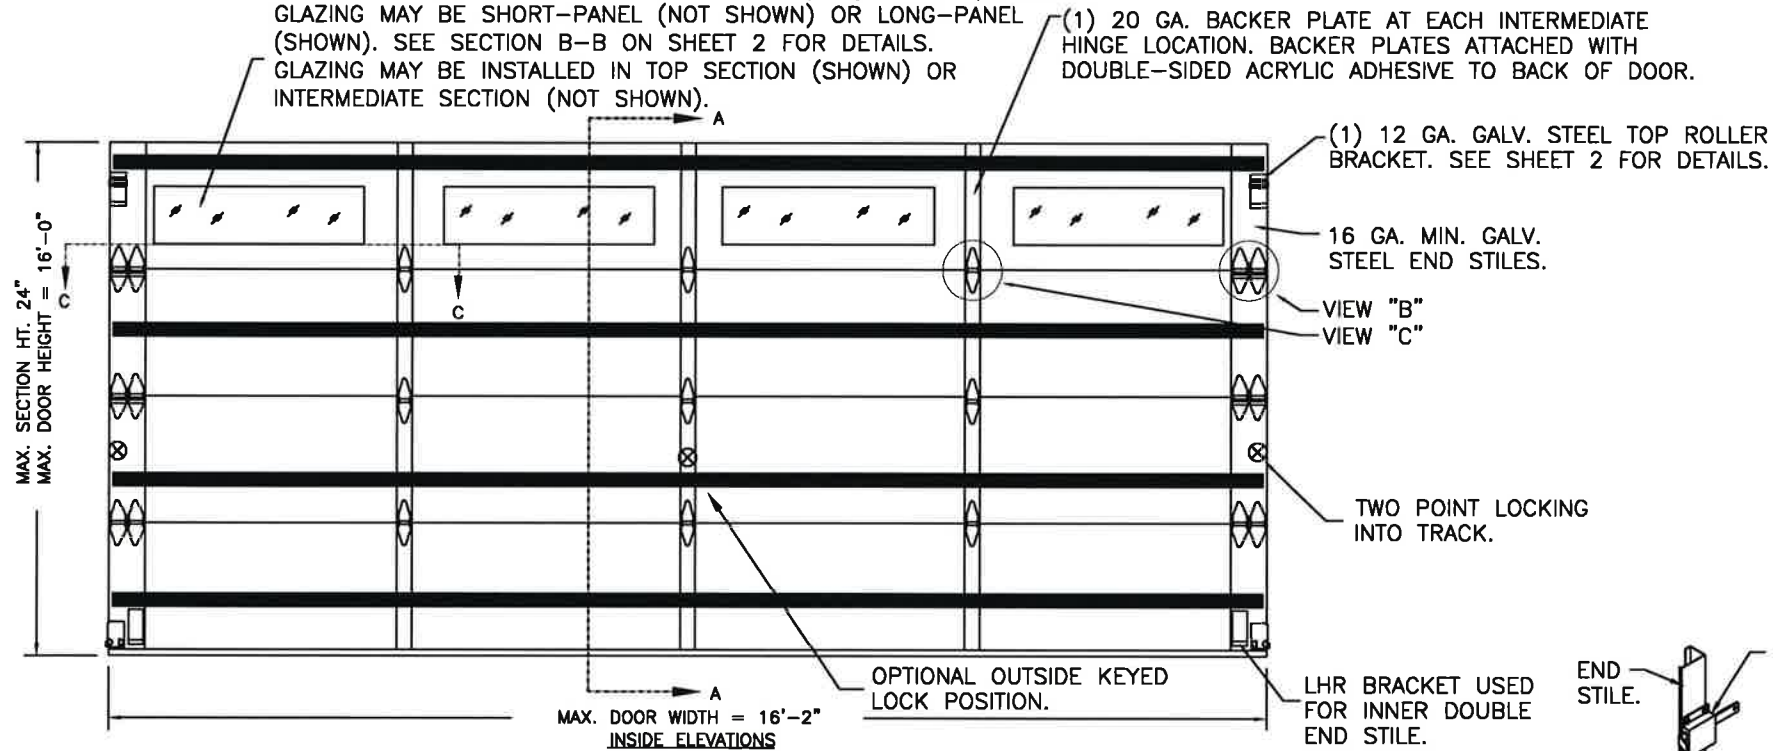 GLAZING MAY BE SHORT-PANEL (NOT SHOWN) OR LONG-PANEL
(SHOWN). SEE SECTION B-B ON SHEET 2 FOR DETAILS.
GLAZING MAY BE INSTALLED IN TOP SECTION (SHOWN) OR
INTERMEDIATE SECTION (NOT SHOWN).
(1) 20 GA. BACKER PLATE AT EACH INTERMEDIATE
HINGE LOCATION. BACKER PLATES ATTACHED WITH
DOUBLE-SIDED ACRYLIC ADHESIVE TO BACK OF DOOR.
A
(1) 12 GA. GALV. STEEL TOP ROLLER
BRACKET. SEE SHEET 2 FOR DETAILS.
16 GA. MIN. GALV.
STEEL END STILES.
MAX. SECTION HT. 24"
MAX. DOOR HEIGHT = 16'-0"
C
C
VIEW "B"
VIEW "C"
TWO POINT LOCKING
INTO TRACK.
OPTIONAL OUTSIDE KEYED
LOCK POSITION.
A
MAX. DOOR WIDTH = 16'-2"
INSIDE ELEVATIONS
LHR BRACKET USED
FOR INNER DOUBLE
END STILE.
END
STILE.